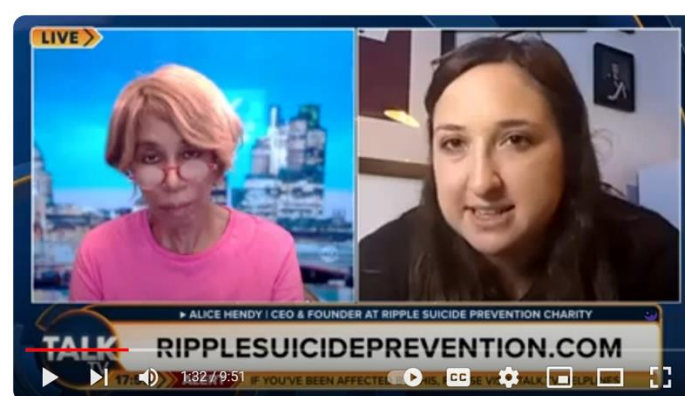 LIVE
▶ ALICE HENDY | CEO & FOUNDER AT RIPPLE SUICIDE PREVENTION CHARITY
TALK
TV
RIPPLESUICIDEPREVENTION.COM
1:32 / 9:51
IF YOU'VE BEEN AFFECTED
CC